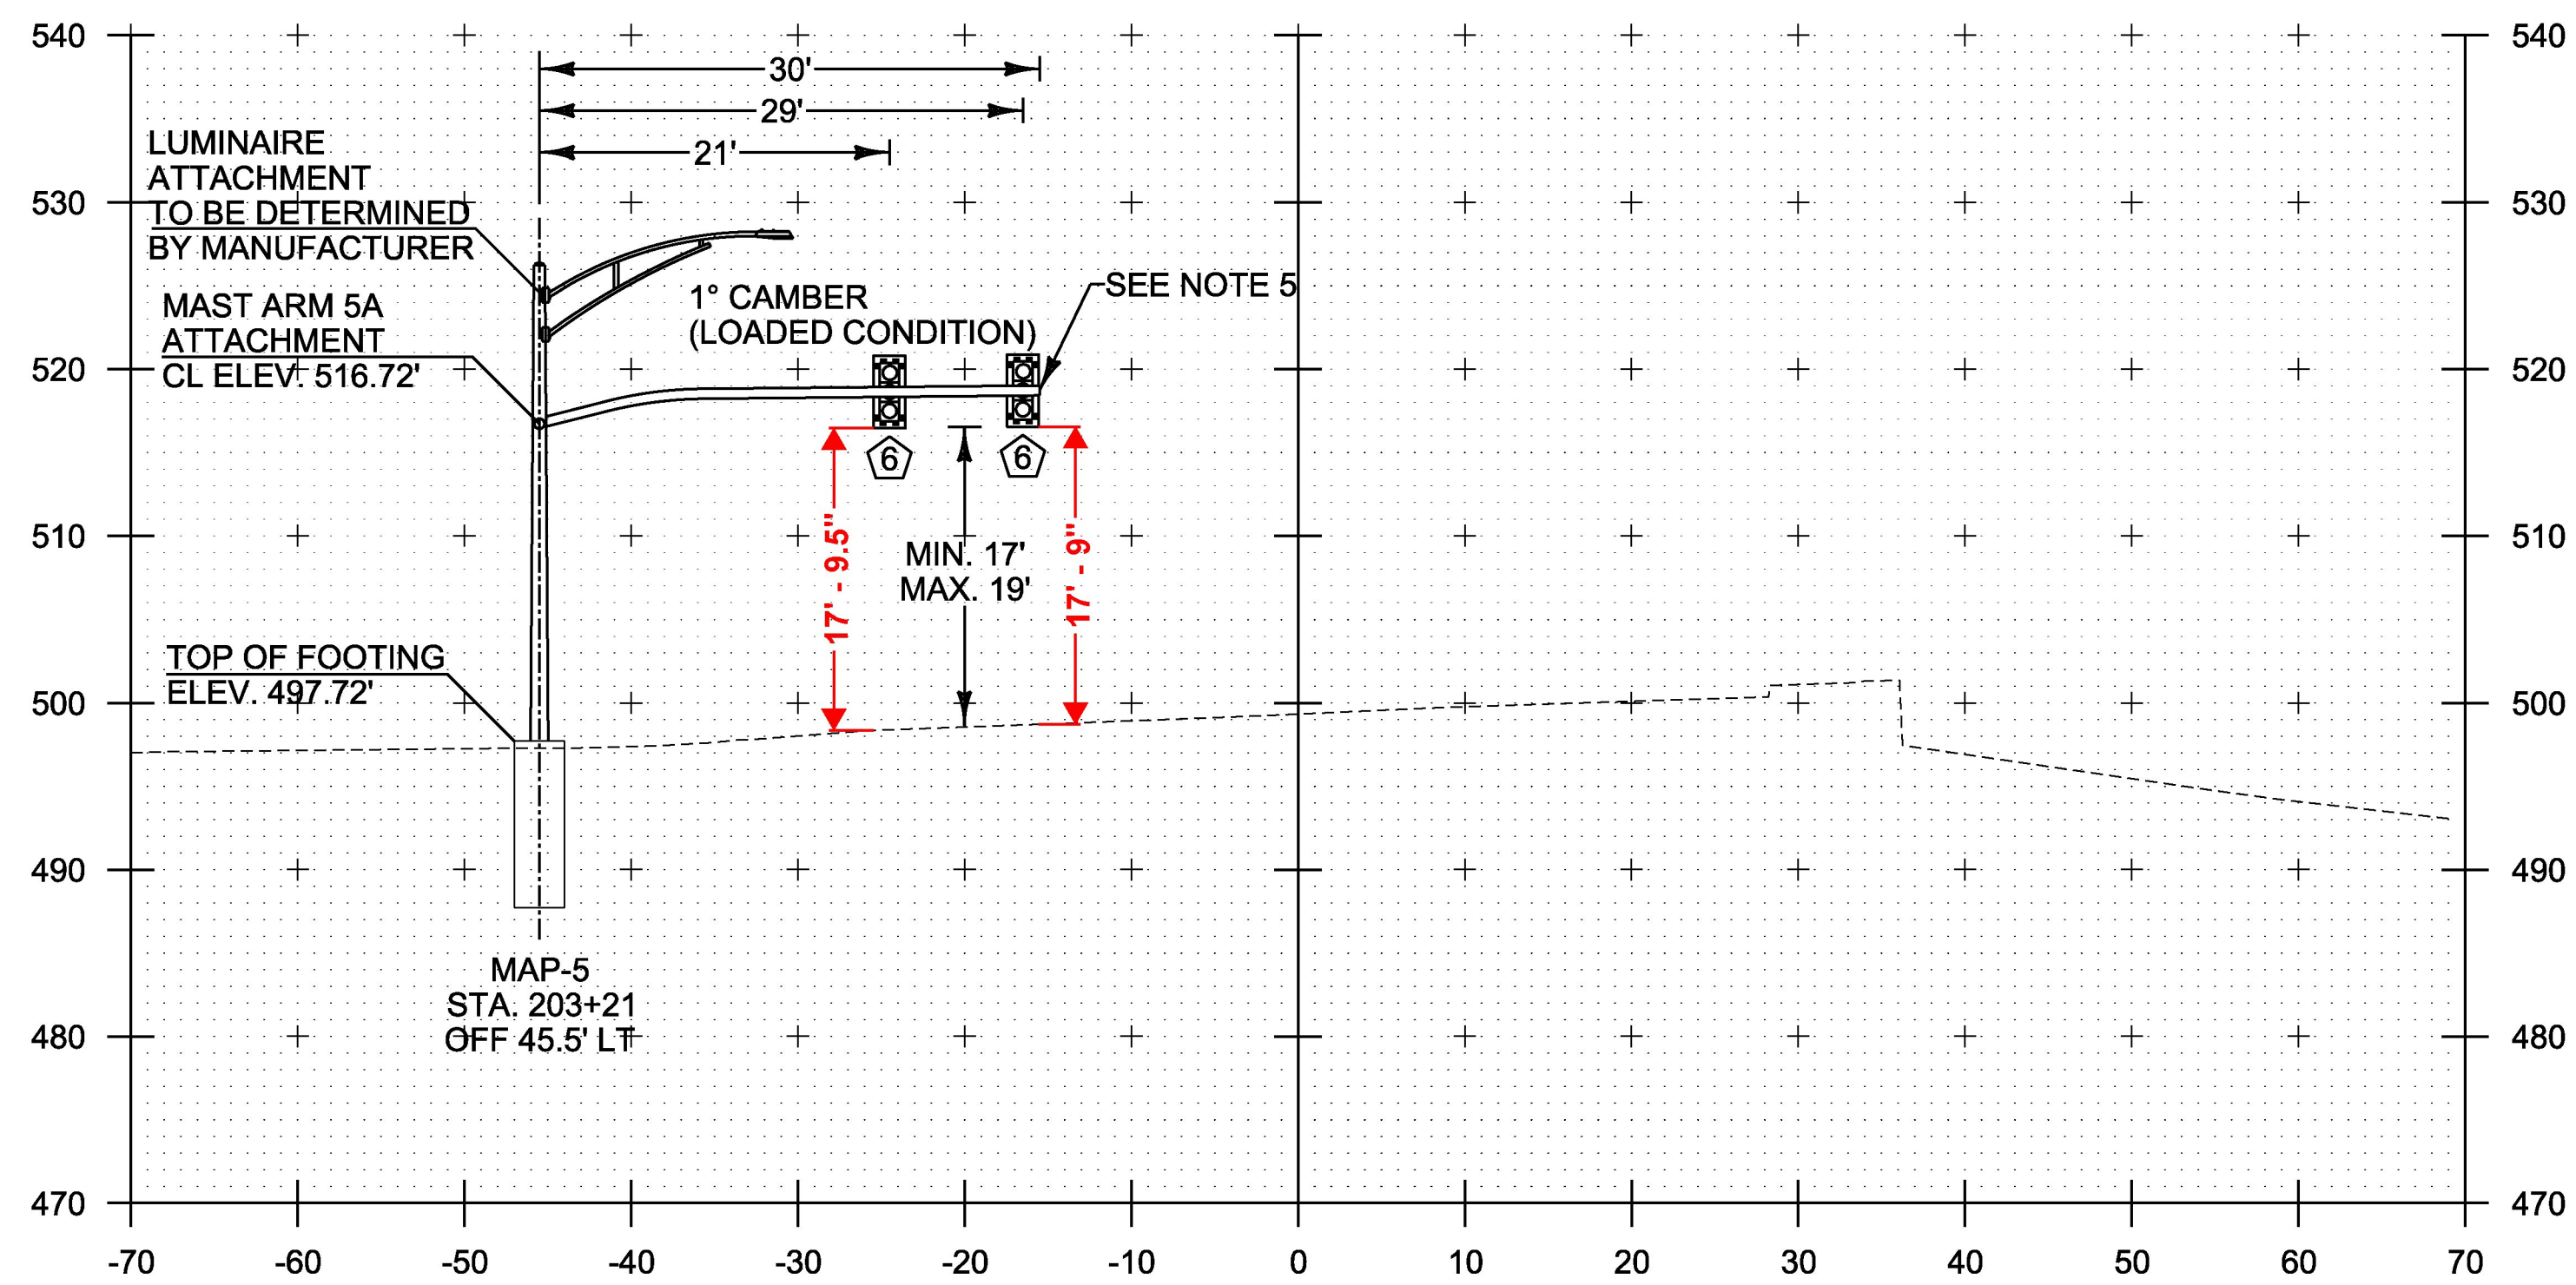 540
540
30'
29'
21'
LUMINAIRE
ATTACHMENT
TO BE DETERMINED
BY MANUFACTURER
530
530
MAST ARM 5A
ATTACHMENT
CL ELEV. 516.72'
1° CAMBER
(LOADED CONDITION)
SEE NOTE 5
520
520
6
6
17' - 9.5"
MIN. 17'
MAX. 19'
17' - 9"
510
510
TOP OF FOOTING
ELEV. 497.72'
500
500
490
490
MAP-5
STA. 203+21
OFF 45.5' LT
480
480
470
470
-70 -60 -50 -40 -30 -20 -10 0 10 20 30 40 50 60 70